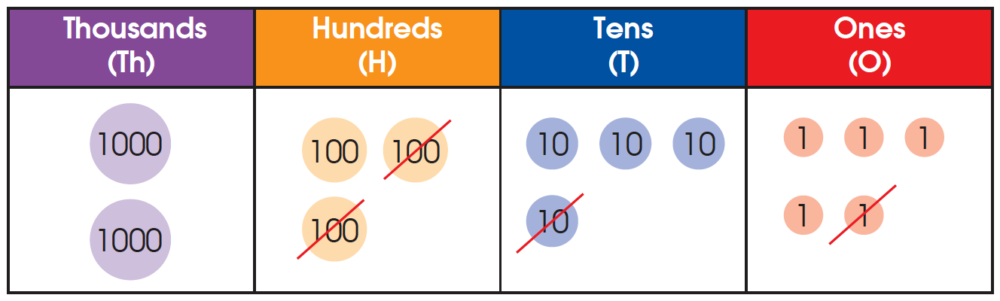 Thousands
(Th)
Hundreds
(H)
Tens
(T)
Ones
(O)
1000
1000
100 100
100
10 10 10
10
1 1 1
1 1